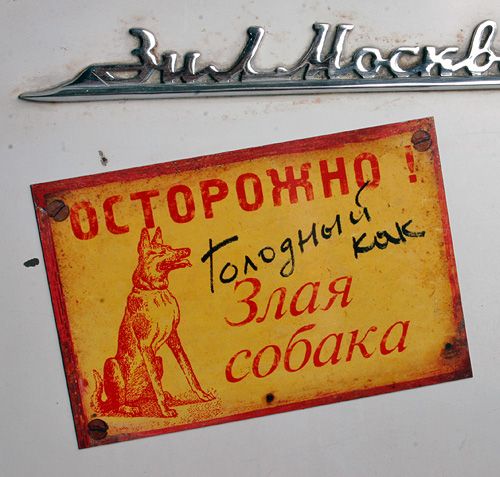 ЗиЛ Москв
ОСТОРОЖНО !
Голодный
как
Злая
собака